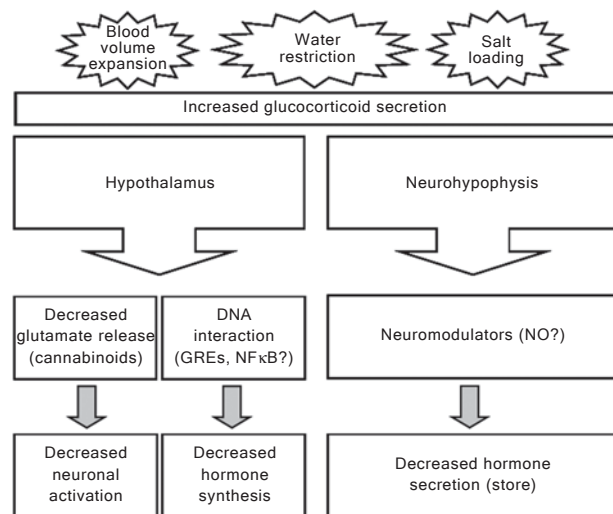 Blood
volume
expansion
Water
restriction
Salt
loading
Increased glucocorticoid secretion
Hypothalamus
Neurohypophysis
Decreased
glutamate release
(cannabinoids)
DNA
interaction
(GREs, NFκB?)
Neuromodulators (NO?)
Decreased
neuronal
activation
Decreased
hormone
synthesis
Decreased hormone
secretion (store)